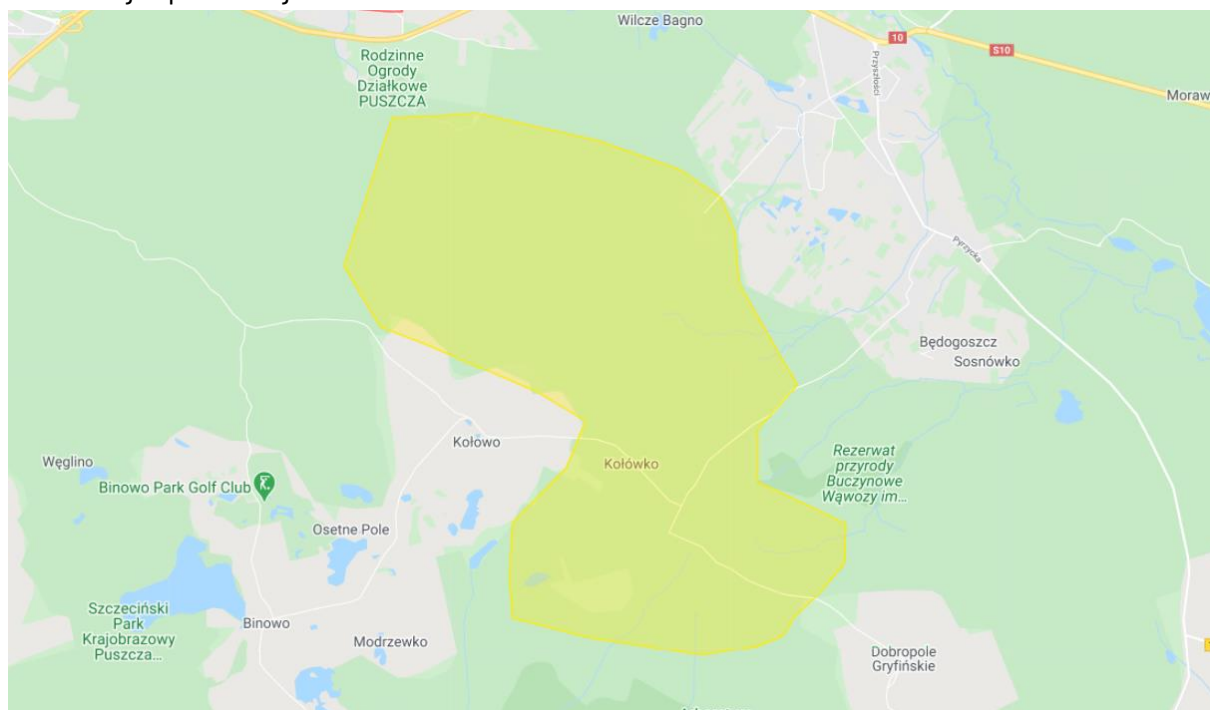 Wilcze Bagno
10
S10
Rodzinne
Ogrody
Działkowe
PUSZCZA
Przyszłości
Moraw
Pyrzycka
Będogoszcz
Sosnówko
Kołowo
Kołówko
Rezerwat
przyrody
Buczynowe
Wąwozy im...
Węglino
Binowo Park Golf Club
Osetne Pole
Szczeciński
Park
Krajobrazowy
Puszcza...
Binowo
Modrzewko
Dobropole
Gryfińskie